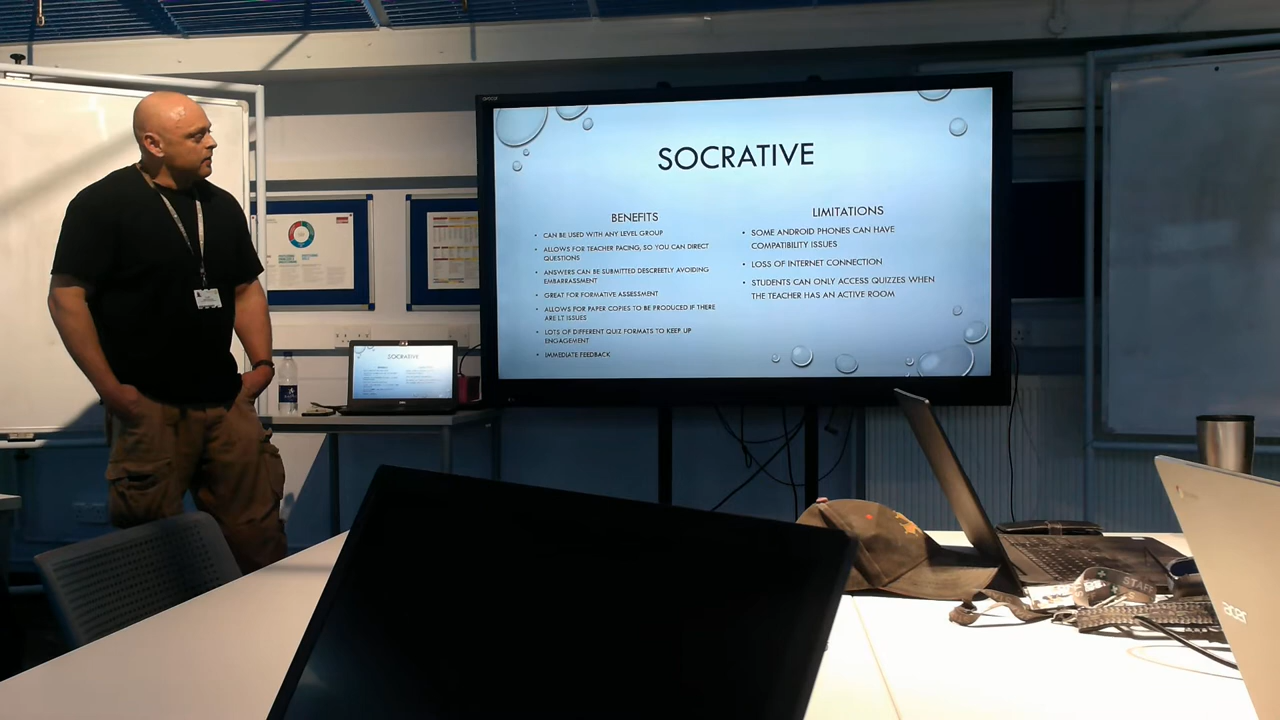 SOCRATIVE
BENEFITS
• CAN BE USED WITH ANY LEVEL GROUP
• ALLOWS FOR TEACHER PACING, SO YOU CAN DIRECT
QUESTIONS
• ANSWERS CAN BE SUBMITTED DESCREETLY AVOIDING
EMBARRASSMENT
• GREAT FOR FORMATIVE ASSESSMENT
• ALLOWS FOR PAPER COPIES TO BE PRODUCED IF THERE
ARE LT ISSUES
• LOTS OF DIFFERENT QUIZ FORMATS TO KEEP UP
ENGAGEMENT
• IMMEDIATE FEEDBACK
LIMITATIONS
• SOME ANDROID PHONES CAN HAVE
COMPATIBILITY ISSUES
• LOSS OF INTERNET CONNECTION
• STUDENTS CAN ONLY ACCESS QUIZZES WHEN
THE TEACHER HAS AN ACTIVE ROOM
SOCRATIVE
STAFF
acer